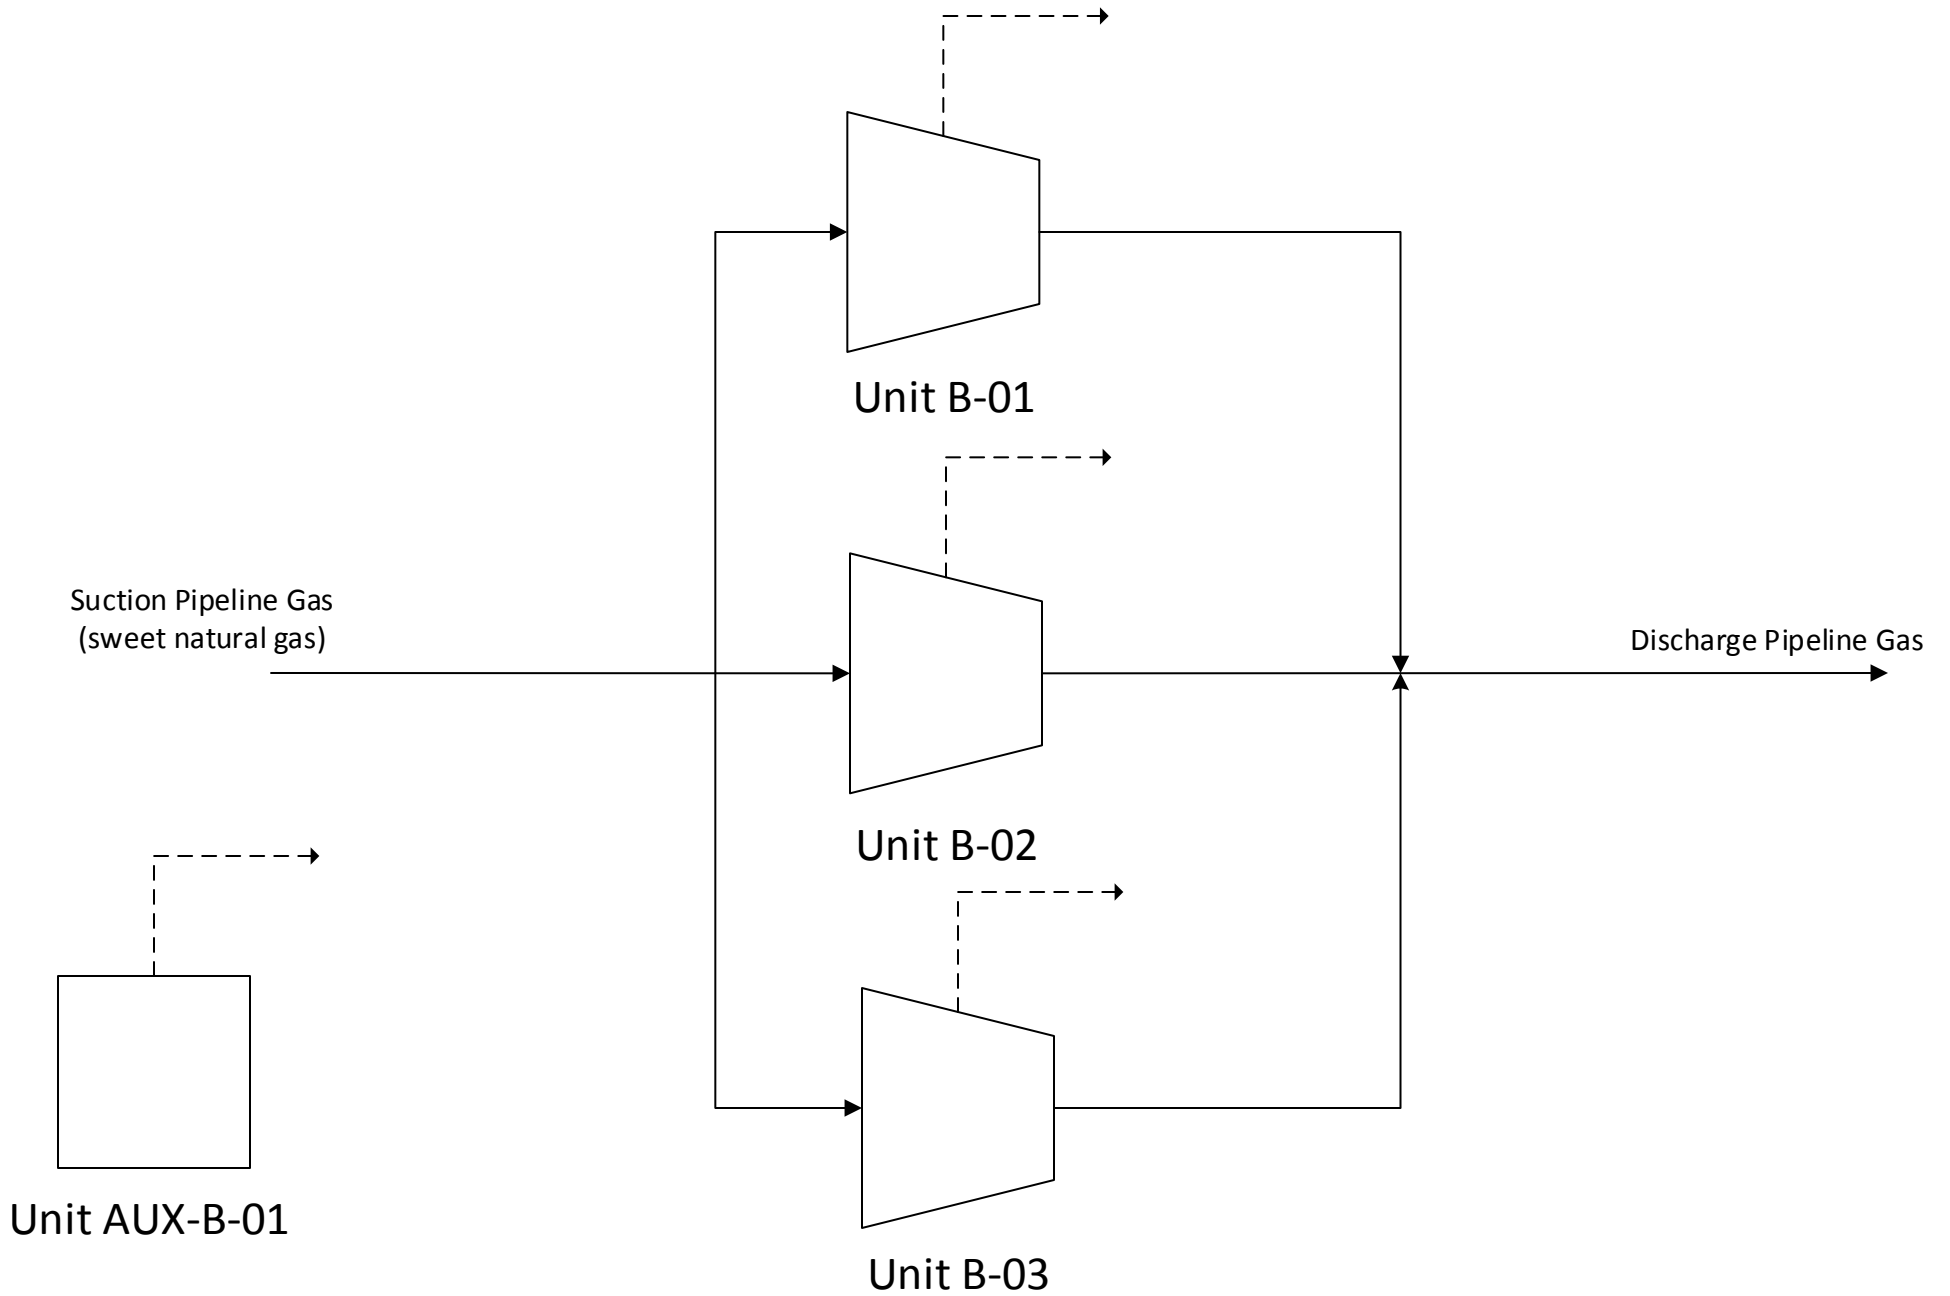 Unit B-01
Suction Pipeline Gas
(sweet natural gas)
Discharge Pipeline Gas
Unit B-02
Unit AUX-B-01
Unit B-03